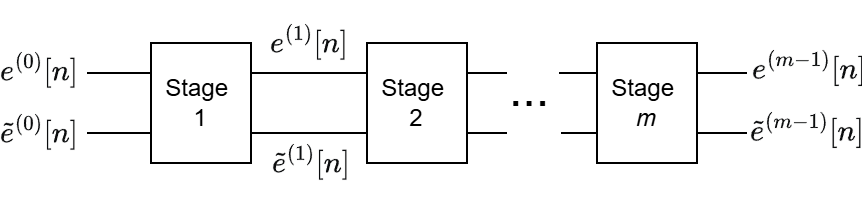 e^{(0)}[n]
ẽ^{(0)}[n]
Stage 1
e^{(1)}[n]
ẽ^{(1)}[n]
Stage 2
...
Stage m
e^{(m-1)}[n]
ẽ^{(m-1)}[n]